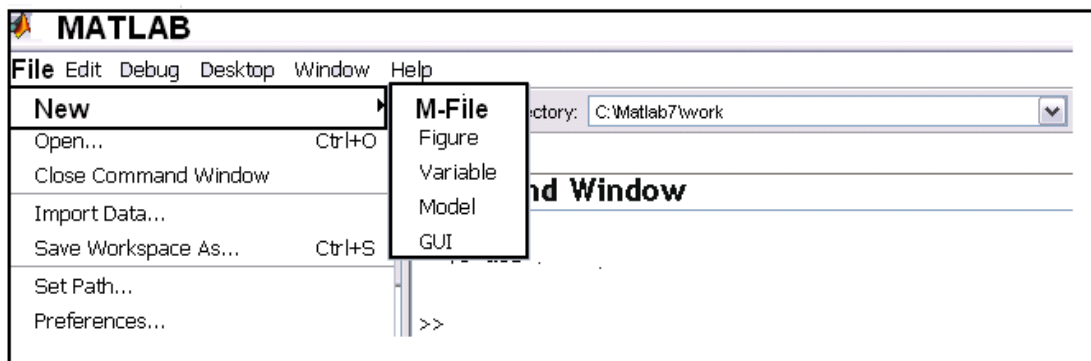 MATLAB
File Edit Debug Desktop Window Help
New M-File
ectory: C:\Matlab7\work
Open... Ctrl+O Figure
Close Command Window Variable
nd Window
Import Data... Model
Save Workspace As... Ctrl+S GUI
Set Path...
Preferences... >>